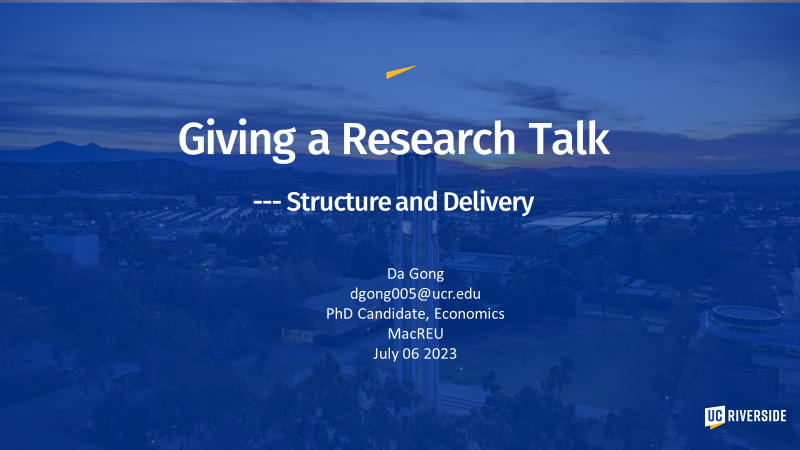 Giving a Research Talk
--- Structure and Delivery
Da Gong
dgong005@ucr.edu
PhD Candidate, Economics
MacREU
July 06 2023
UC RIVERSIDE